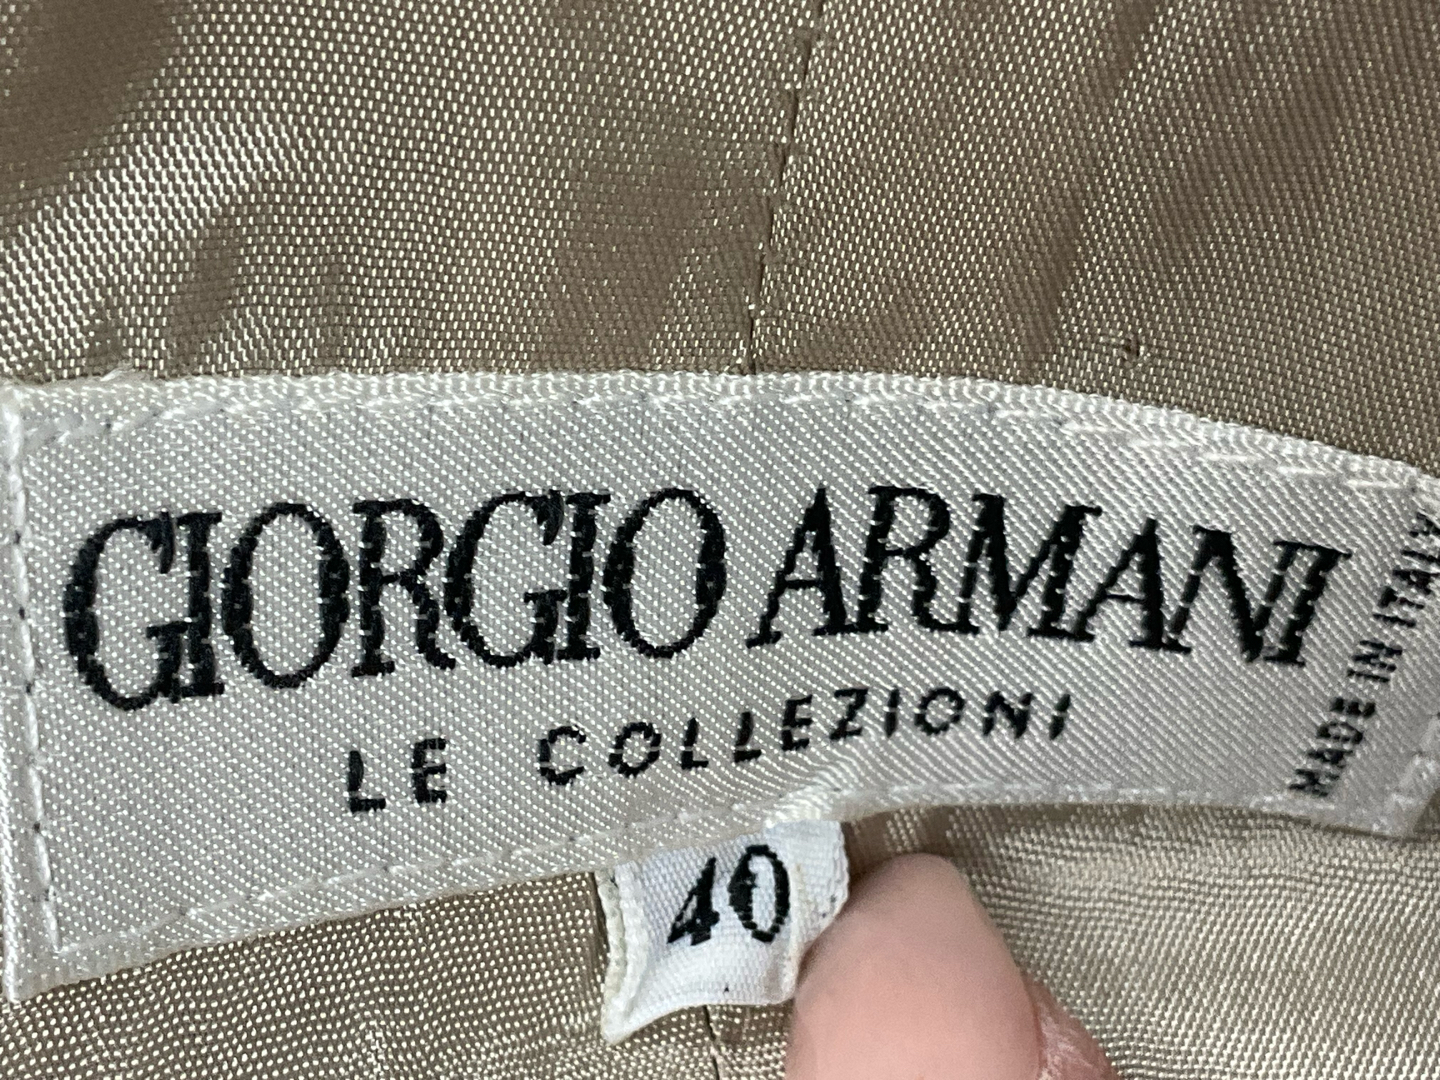 GIORGIO ARMANI
LE COLLEZIONI
MADE IN ITALY
40